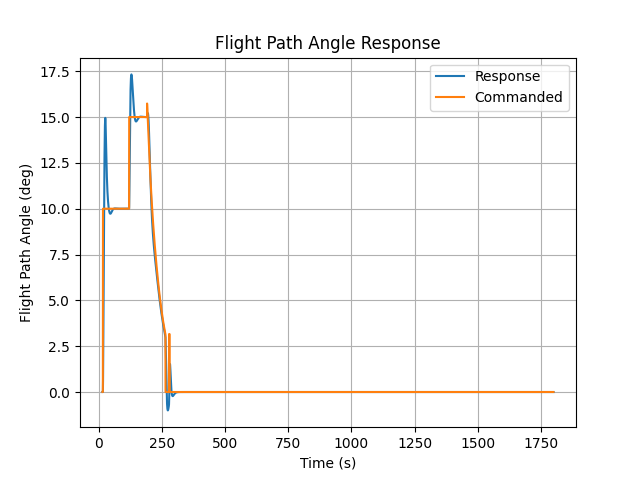 Flight Path Angle Response
Response
Commanded
Flight Path Angle (deg)
17.5
15.0
12.5
10.0
7.5
5.0
2.5
0.0
0 250 500 750 1000 1250 1500 1750
Time (s)